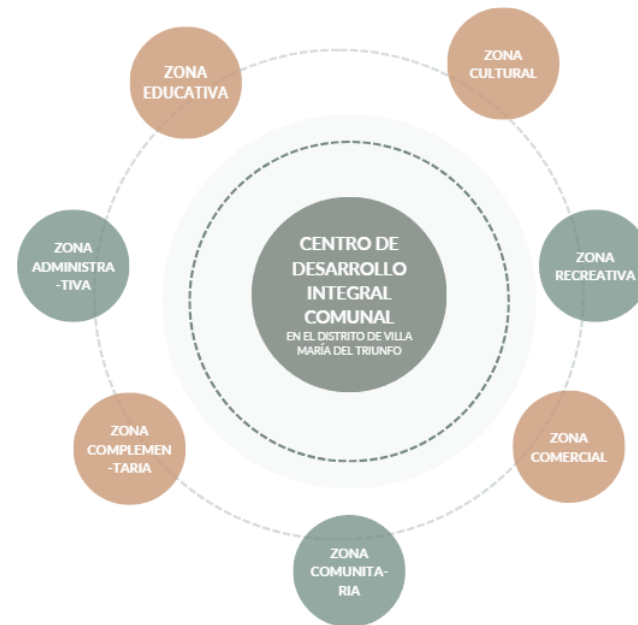 ZONA
EDUCATIVA
ZONA
CULTURAL
ZONA
ADMINISTRA
-TIVA
CENTRO DE
DESARROLLO
INTEGRAL
COMUNAL
EN EL DISTRITO DE VILLA
MARÍA DEL TRIUNFO
ZONA
RECREATIVA
ZONA
COMPLEMEN
-TARIA
ZONA
COMERCIAL
ZONA
COMUNITA-
RIA